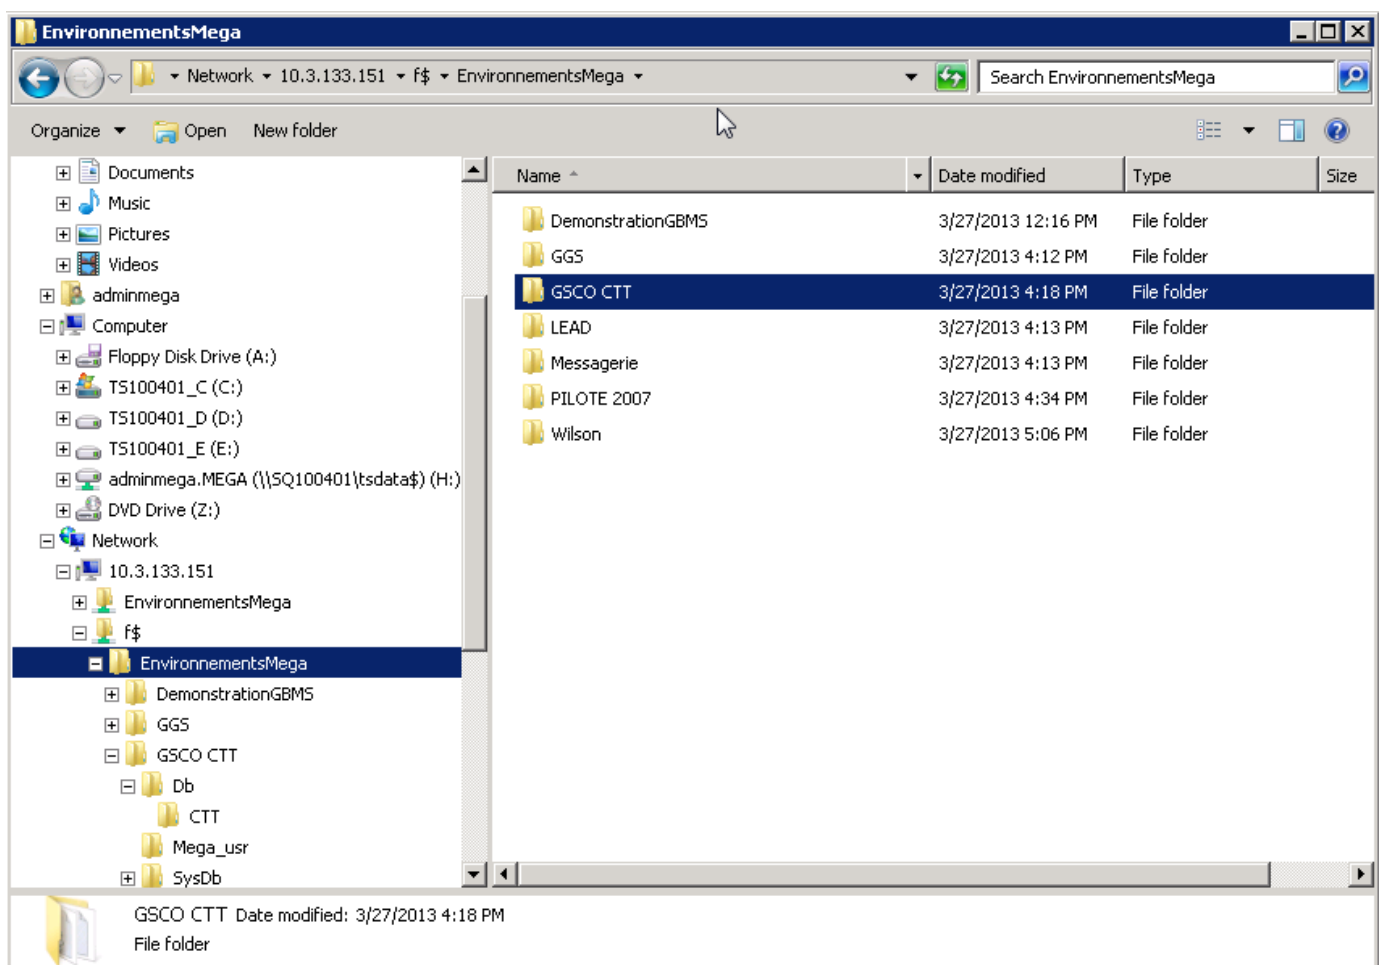 EnvironnementsMega
Network 10.3.133.151 f$ EnvironnementsMega Search EnvironnementsMega
Organize Open New folder
Documents
Music
Pictures
Videos
adminmega
Computer
Floppy Disk Drive (A:)
TS100401_C (C:)
TS100401_D (D:)
TS100401_E (E:)
adminmega.MEGA (\\SQ100401\tsdata$) (H:)
DVD Drive (Z:)
Network
10.3.133.151
EnvironnementsMega
f$
EnvironnementsMega
DemonstrationGBMS
GGS
GSCO CTT
Db
CTT
Mega_usr
SysDb
Name Date modified Type Size
DemonstrationGBMS 3/27/2013 12:16 PM File folder
GGS 3/27/2013 4:12 PM File folder
GSCO CTT 3/27/2013 4:18 PM File folder
LEAD 3/27/2013 4:13 PM File folder
Messagerie 3/27/2013 4:13 PM File folder
PILOTE 2007 3/27/2013 4:34 PM File folder
Wilson 3/27/2013 5:06 PM File folder
GSCO CTT Date modified: 3/27/2013 4:18 PM
File folder